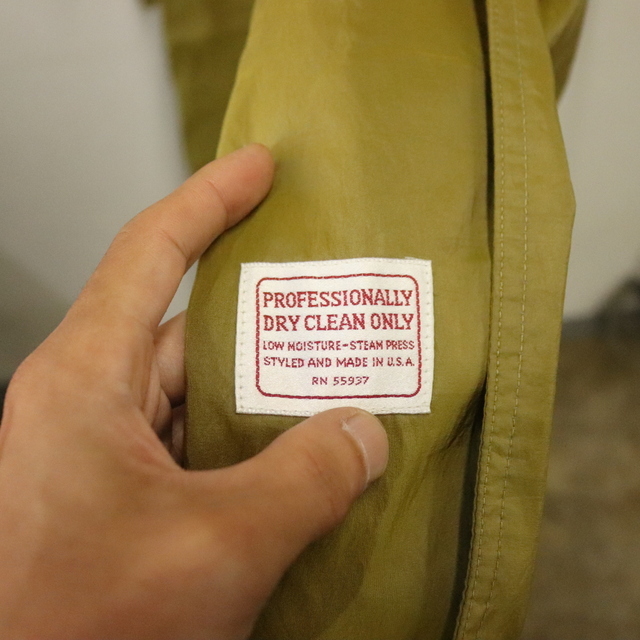 PROFESSIONALLY
DRY CLEAN ONLY
LOW MOISTURE-STEAM PRESS
STYLED AND MADE IN U.S.A.
RN 55937